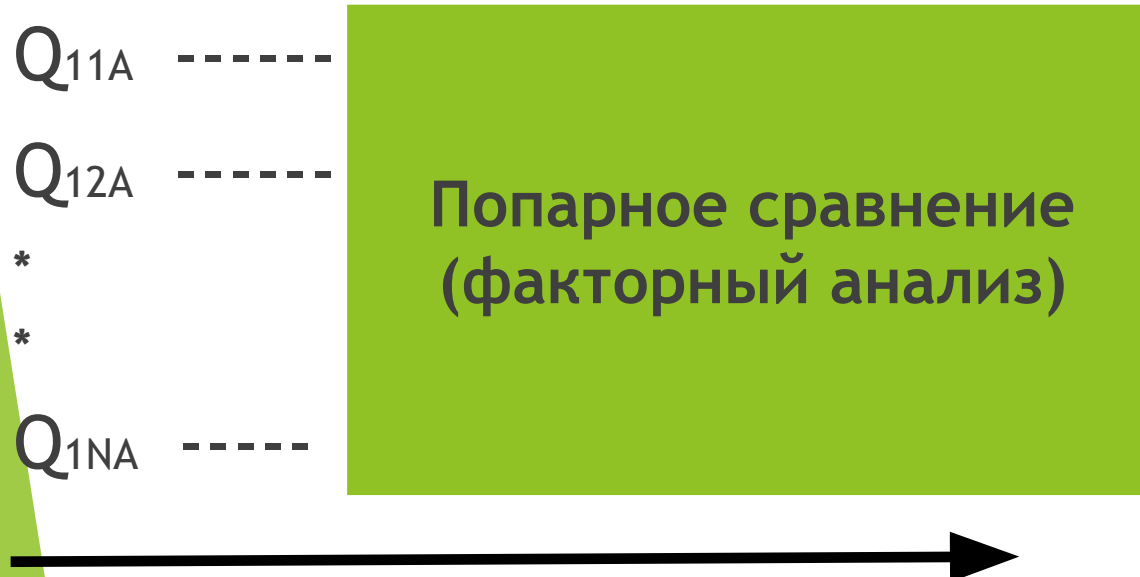 Q11A ------
Q12A ------
*
*
Q1NA -----
Попарное сравнение
(факторный анализ)